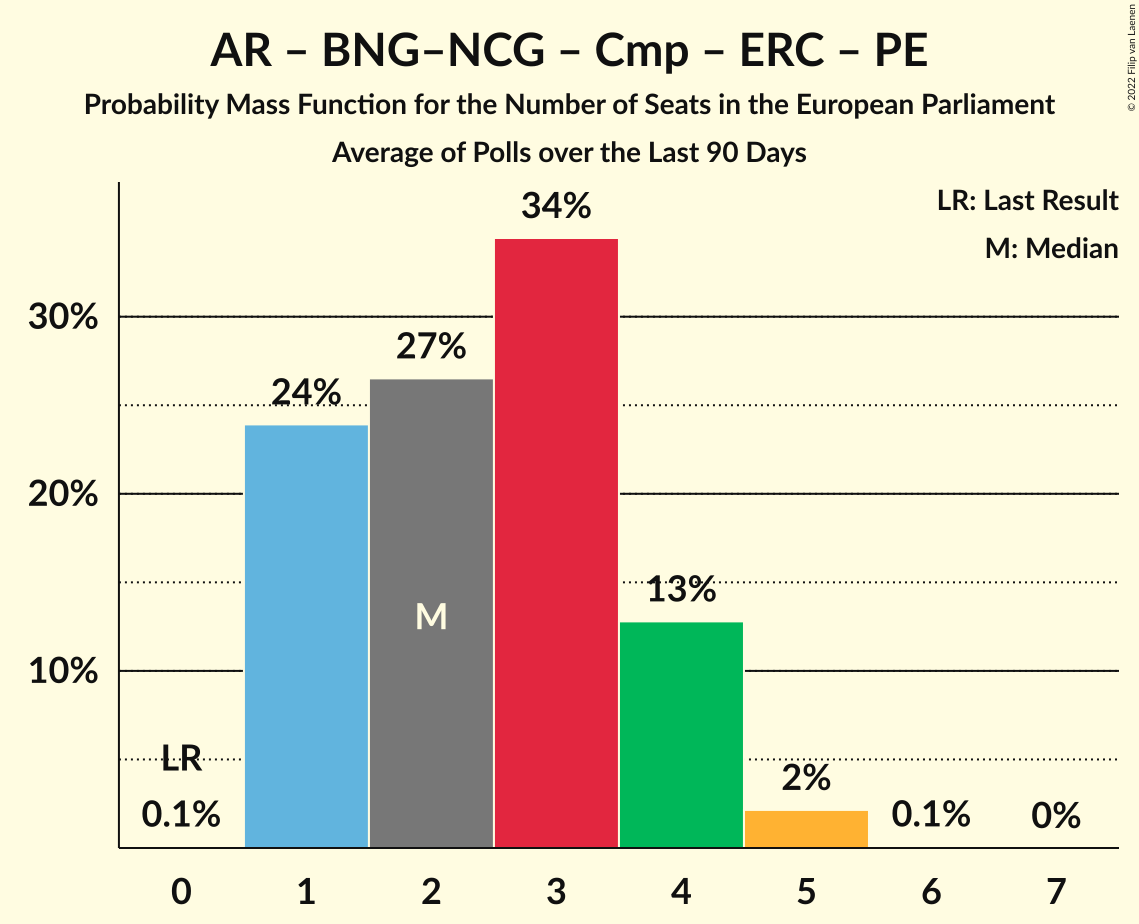 AR – BNG–NCG – Cmp – ERC – PE
Probability Mass Function for the Number of Seats in the European Parliament
Average of Polls over the Last 90 Days
© 2022 Filip van Laenen
LR: Last Result
M: Median
34%
30%
27%
24%
20%
13%
M
10%
LR
2%
0.1%
0.1%
0%
0 1 2 3 4 5 6 7